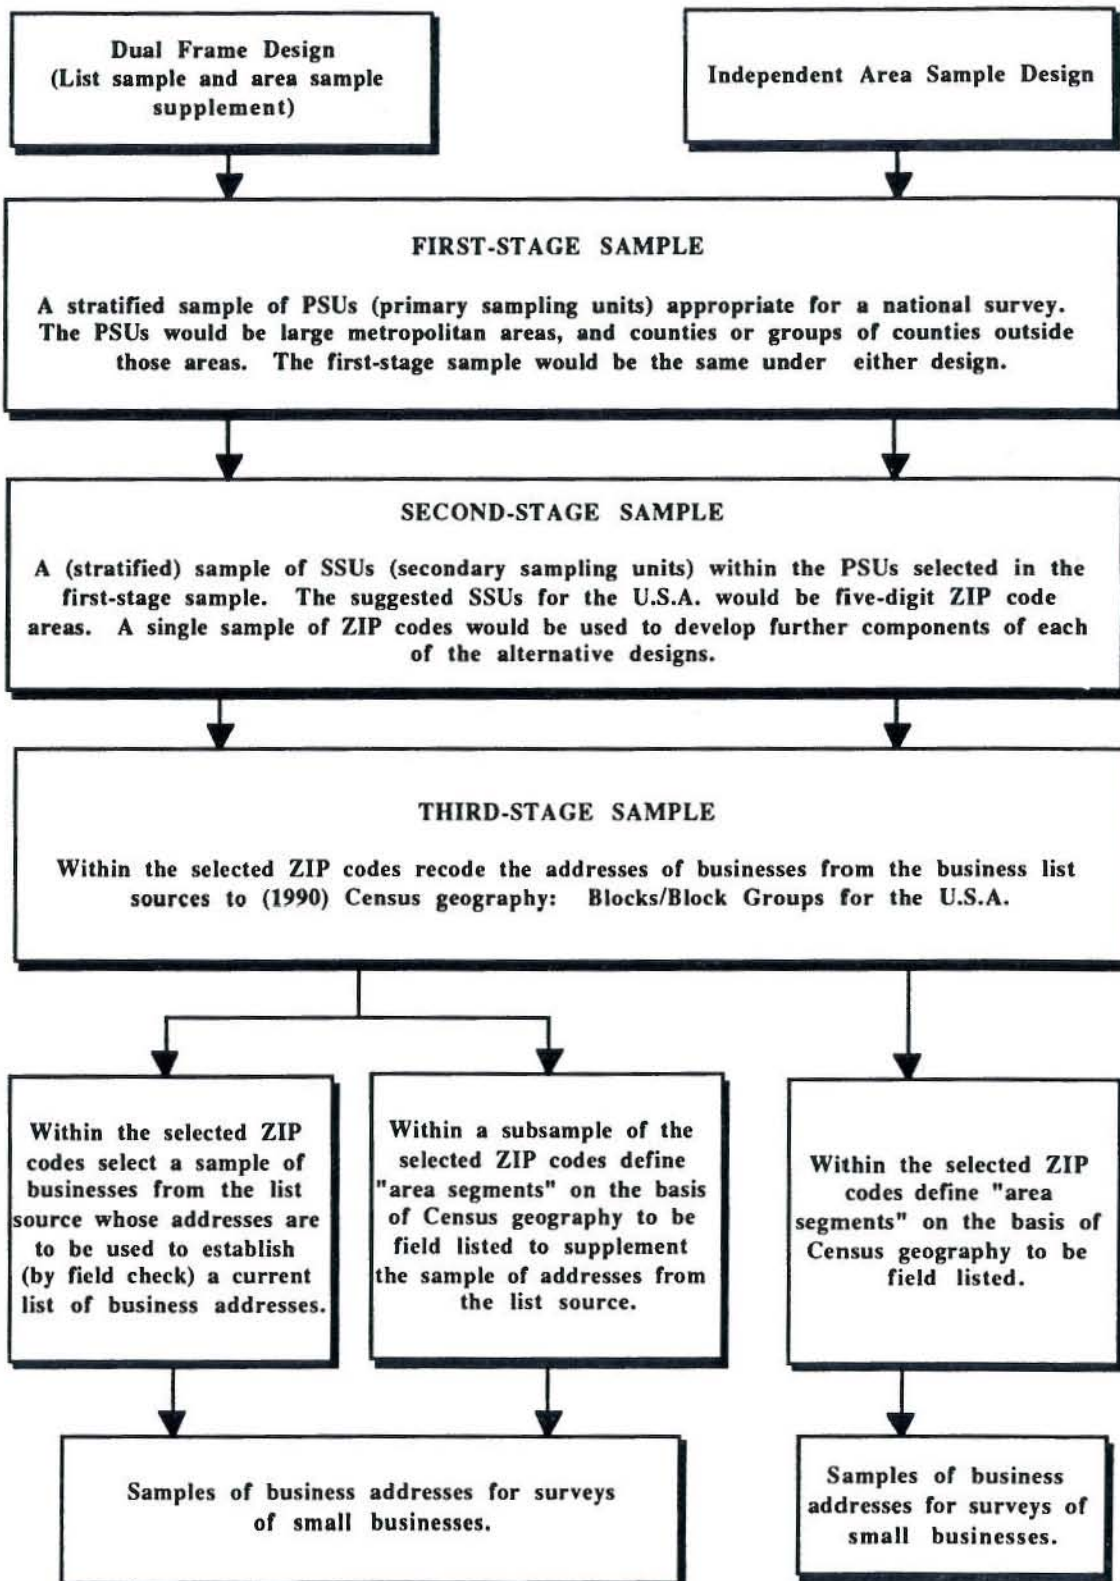 Dual Frame Design
(List sample and area sample
supplement)
Independent Area Sample Design
FIRST-STAGE SAMPLE
A stratified sample of PSUs (primary sampling units) appropriate for a national survey.
The PSUs would be large metropolitan areas, and counties or groups of counties outside
those areas. The first-stage sample would be the same under either design.
SECOND-STAGE SAMPLE
A (stratified) sample of SSUs (secondary sampling units) within the PSUs selected in the
first-stage sample. The suggested SSUs for the U.S.A. would be five-digit ZIP code
areas. A single sample of ZIP codes would be used to develop further components of each
of the alternative designs.
THIRD-STAGE SAMPLE
Within the selected ZIP codes recode the addresses of businesses from the business list
sources to (1990) Census geography: Blocks/Block Groups for the U.S.A.
Within the selected ZIP
codes select a sample of
businesses from the list
source whose addresses are
to be used to establish
(by field check) a current
list of business addresses.
Within a subsample of the
selected ZIP codes define
"area segments" on the basis
of Census geography to be
field listed to supplement
the sample of addresses from
the list source.
Within the selected ZIP
codes define "area
segments" on the basis of
Census geography to be
field listed.
Samples of business addresses for surveys
of small businesses.
Samples of business
addresses for surveys of
small businesses.